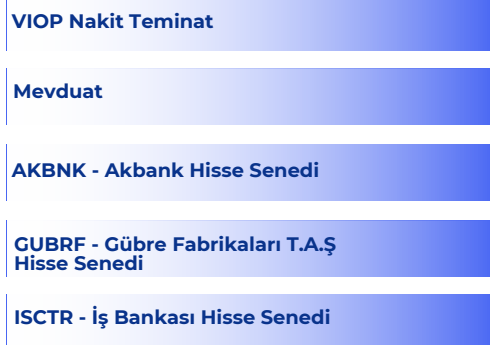 VIOP Nakit Teminat
Mevduat
AKBNK - Akbank Hisse Senedi
GUBRF - Gübre Fabrikaları T.A.Ş
Hisse Senedi
ISCTR - İş Bankası Hisse Senedi